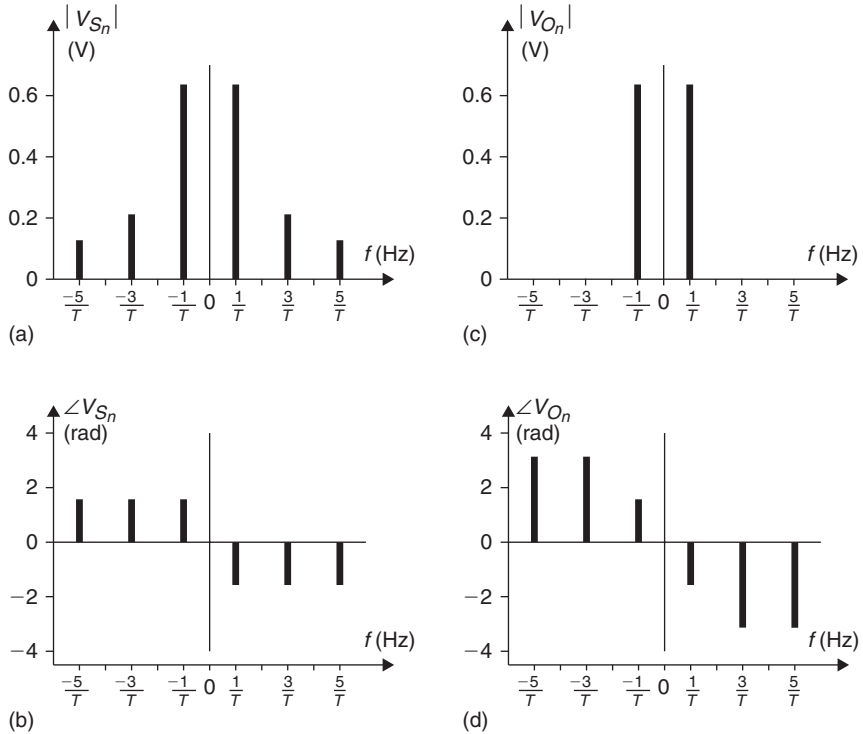 |V_{S_n}|
(V)
0.6
0.4
0.2
0
f (Hz)
−5/T −3/T −1/T 0 1/T 3/T 5/T
(a)
|V_{O_n}|
(V)
0.6
0.4
0.2
0
f (Hz)
−5/T −3/T −1/T 0 1/T 3/T 5/T
(c)
∠V_{S_n}
(rad)
4
2
0
−2
−4
f (Hz)
−5/T −3/T −1/T 0 1/T 3/T 5/T
(b)
∠V_{O_n}
(rad)
4
2
0
−2
−4
f (Hz)
−5/T −3/T −1/T 0 1/T 3/T 5/T
(d)